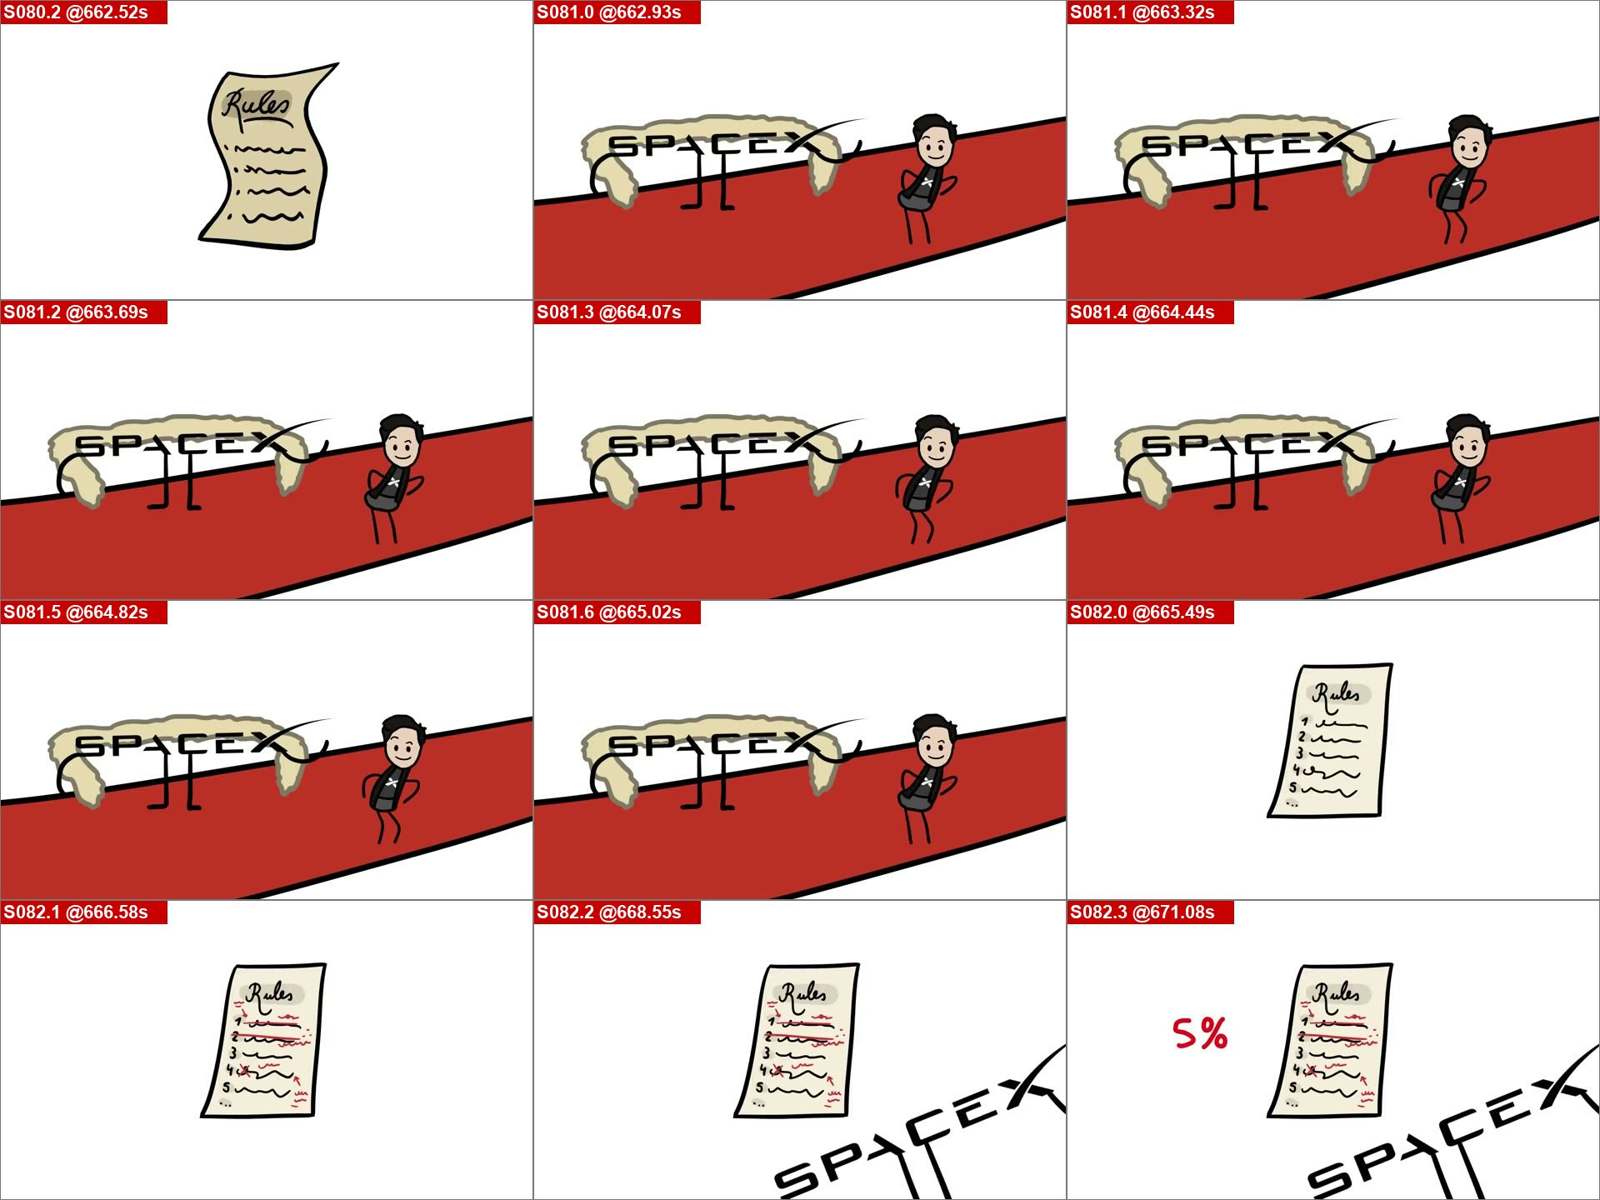 S080.2 @662.52s
Rules
S081.0 @662.93s
SPACEX
S081.1 @663.32s
SPACEX
S081.2 @663.69s
SPACEX
S081.3 @664.07s
SPACEX
S081.4 @664.44s
SPACEX
S081.5 @664.82s
SPACEX
S081.6 @665.02s
SPACEX
S082.0 @665.49s
Rules
1
2
3
4
5
...
S082.1 @666.58s
Rules
1
2
3
4
5
...
S082.2 @668.55s
Rules
1
2
3
4
5
...
SPACEX
S082.3 @671.08s
5%
Rules
1
2
3
4
5
...
SPACEX